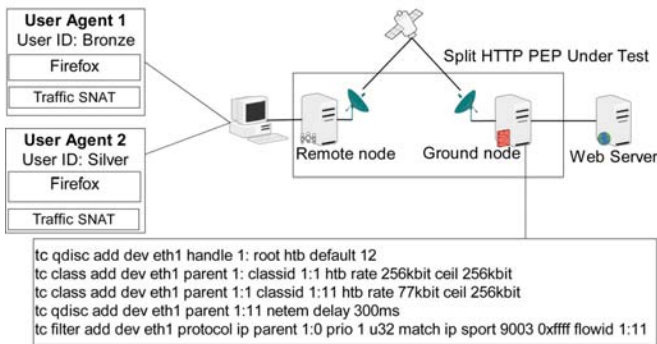 User Agent 1
User ID: Bronze
Firefox
Traffic SNAT
User Agent 2
User ID: Silver
Firefox
Traffic SNAT
Split HTTP PEP Under Test
Remote node
Ground node
Web Server
tc qdisc add dev eth1 handle 1: root htb default 12
tc class add dev eth1 parent 1: classid 1:1 htb rate 256kbit ceil 256kbit
tc class add dev eth1 parent 1:1 classid 1:11 htb rate 77kbit ceil 256kbit
tc qdisc add dev eth1 parent 1:11 netem delay 300ms
tc filter add dev eth1 protocol ip parent 1:0 prio 1 u32 match ip sport 9003 0xffff flowid 1:11